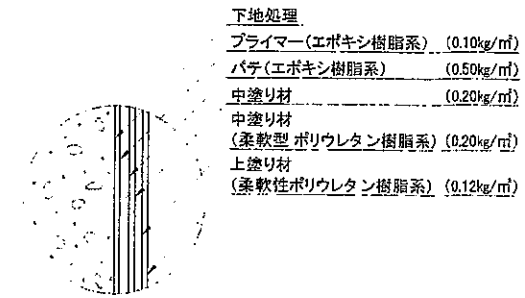 下地処理
プライマー(エポキシ樹脂系) (0.10kg/㎡)
パテ(エポキシ樹脂系) (0.50kg/㎡)
中塗り材 (0.20kg/㎡)
中塗り材
(柔軟型 ポリウレタン樹脂系) (0.20kg/㎡)
上塗り材
(柔軟性ポリウレタン樹脂系) (0.12kg/㎡)